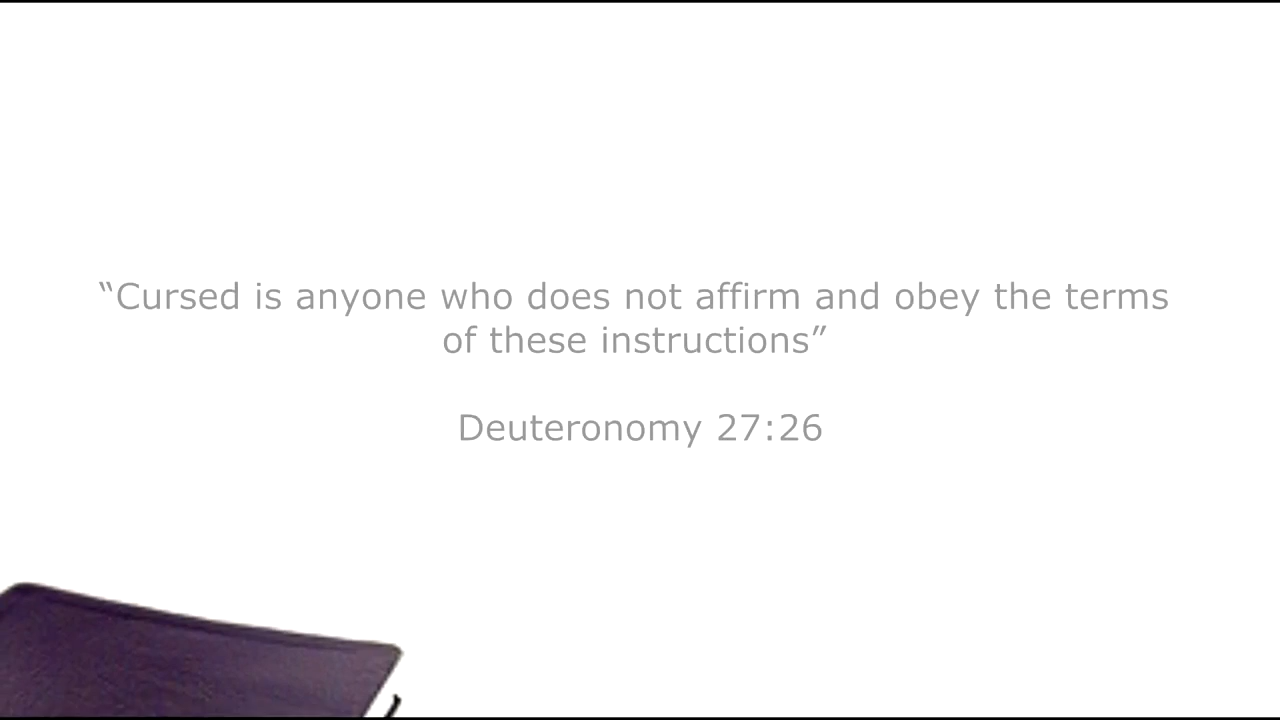 “Cursed is anyone who does not affirm and obey the terms
of these instructions”
Deuteronomy 27:26